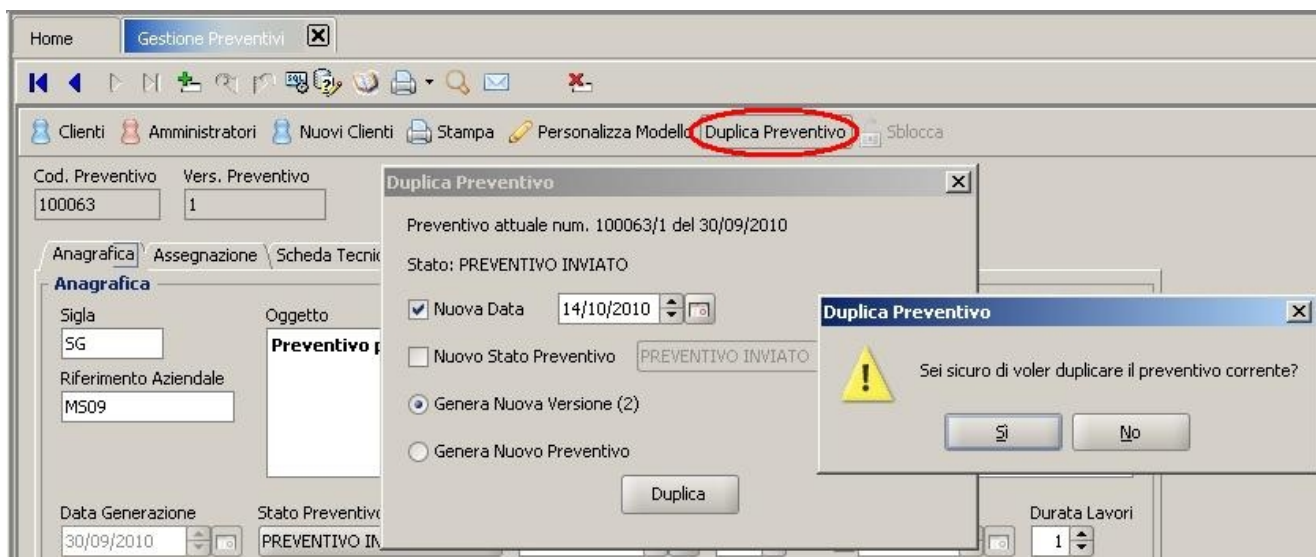 Home Gestione Preventivi
SQL
Clienti Amministratori Nuovi Clienti Stampa Personalizza Modello Duplica Preventivo Sblocca
Cod. Preventivo Vers. Preventivo
100063 1
Anagrafica Assegnazione Scheda
Anagrafica
Sigla Oggetto
SG Preventivo
Riferimento Aziendale
MS09
Data Generazione Stato Preventivo Durata Lavori
30/09/2010 PREVENTIVO 1
Duplica Preventivo
Preventivo attuale num. 100063/1 del 30/09/2010
Stato: PREVENTIVO INVIATO
Nuova Data 14/10/2010
Nuovo Stato Preventivo PREVENTIVO INVIATO
Genera Nuova Versione (2)
Genera Nuovo Preventivo
Duplica
Duplica Preventivo
Sei sicuro di voler duplicare il preventivo corrente?
Sì No